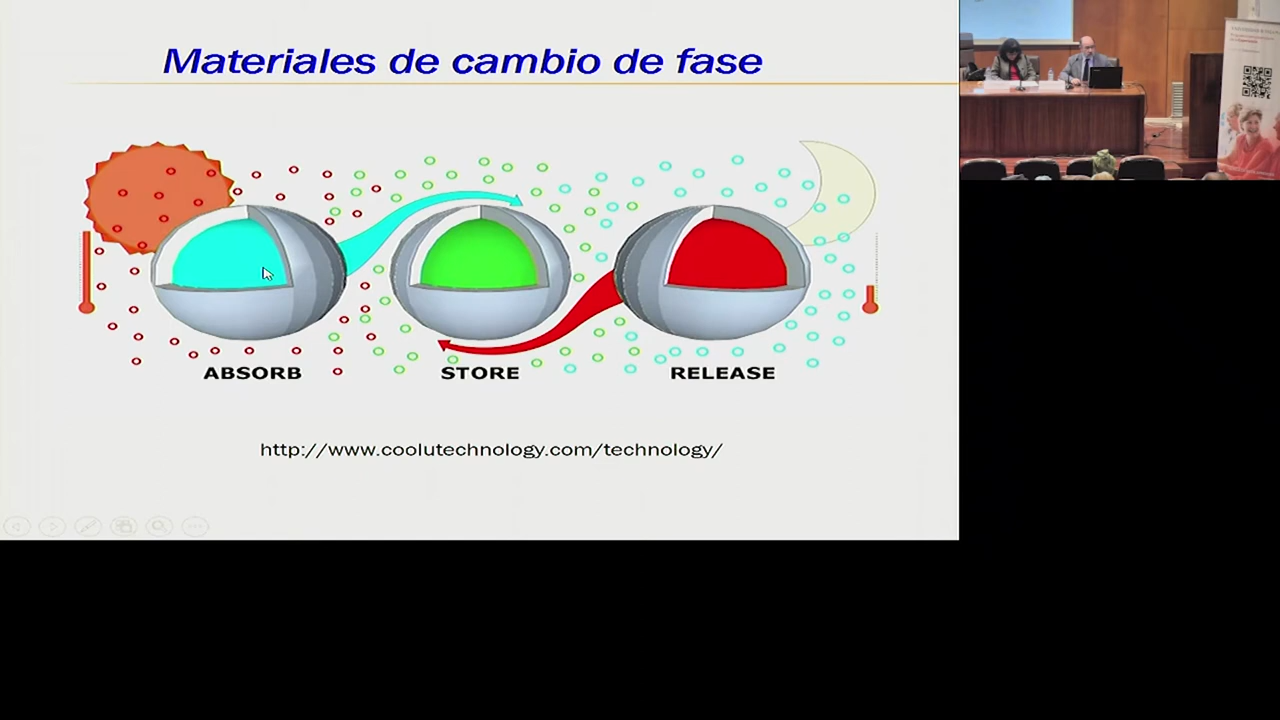 Materiales de cambio de fase
ABSORB
STORE
RELEASE
http://www.coolutechnology.com/technology/